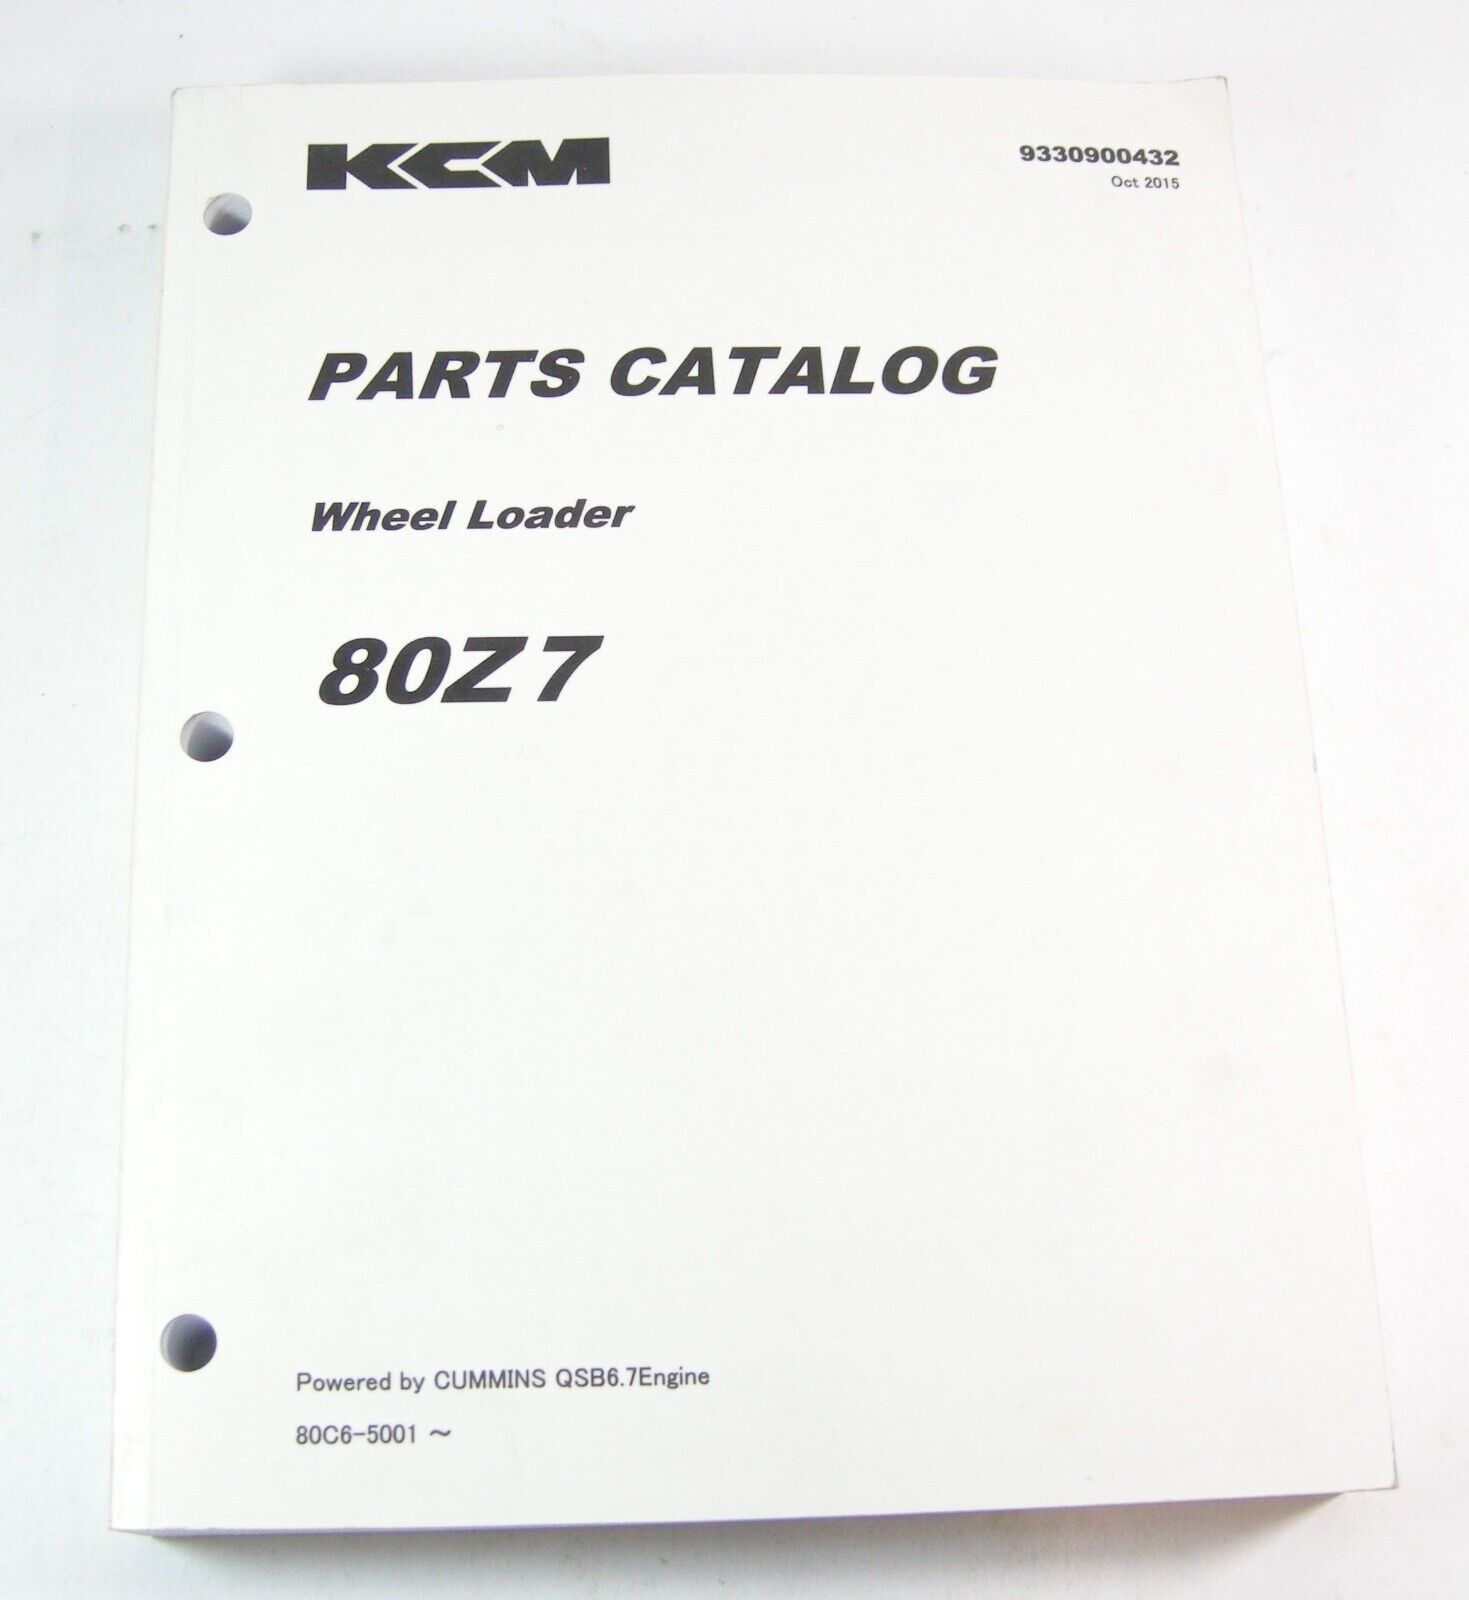 KCM
9330900432
Oct 2015
PARTS CATALOG
Wheel Loader
80Z7
Powered by CUMMINS QSB6.7Engine
80C6-5001 ～